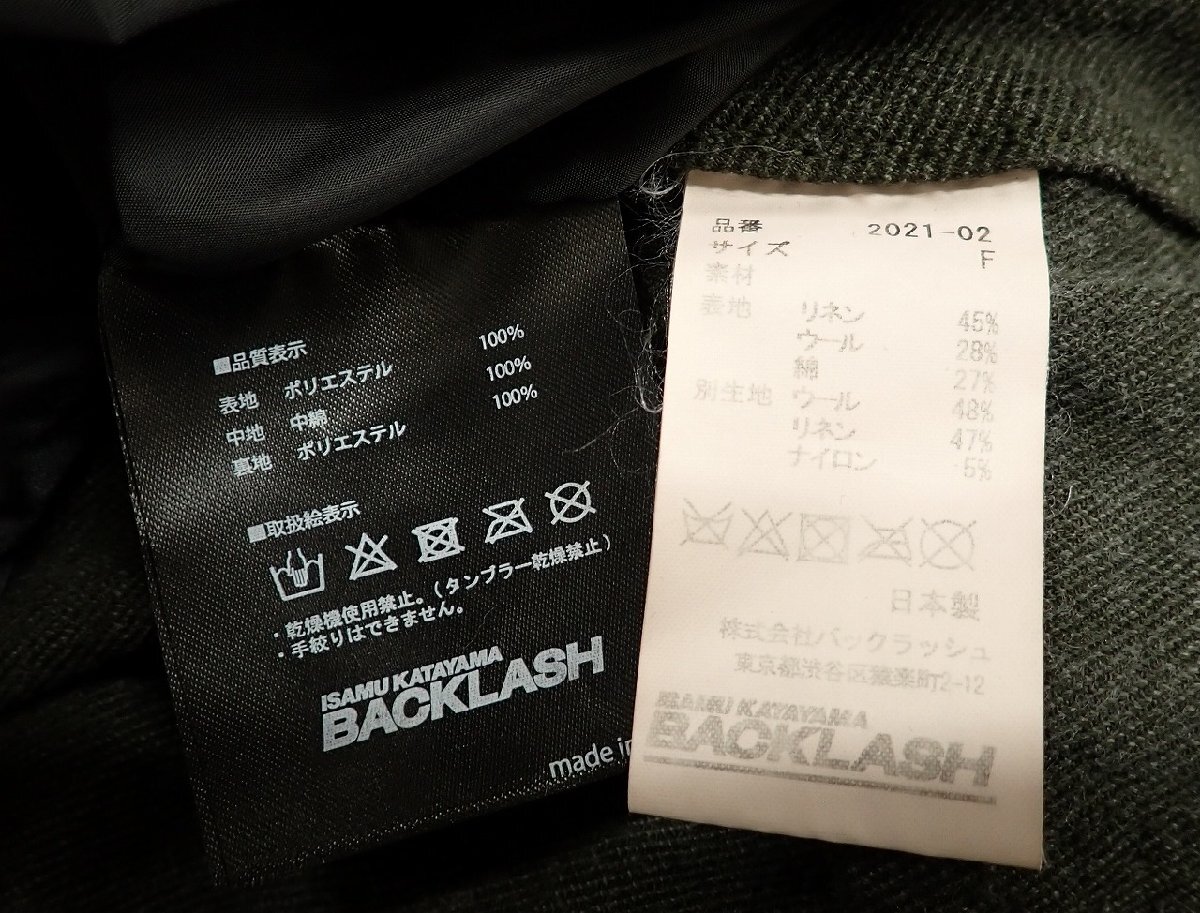 ■品質表示
表地 ポリエステル 100%
中地 中綿 100%
裏地 ポリエステル 100%
■取扱絵表示
・乾燥機使用禁止。(タンブラー乾燥禁止)
・手絞りはできません。
ISAMU KATAYAMA
BACKLASH
made in
品番 2021-02
サイズ F
素材
表地 リネン 45%
ウール 28%
綿 27%
別生地 ウール 48%
リネン 47%
ナイロン 5%
日本製
株式会社バックラッシュ
東京都渋谷区猿楽町2-12
ISAMU KATAYAMA
BACKLASH